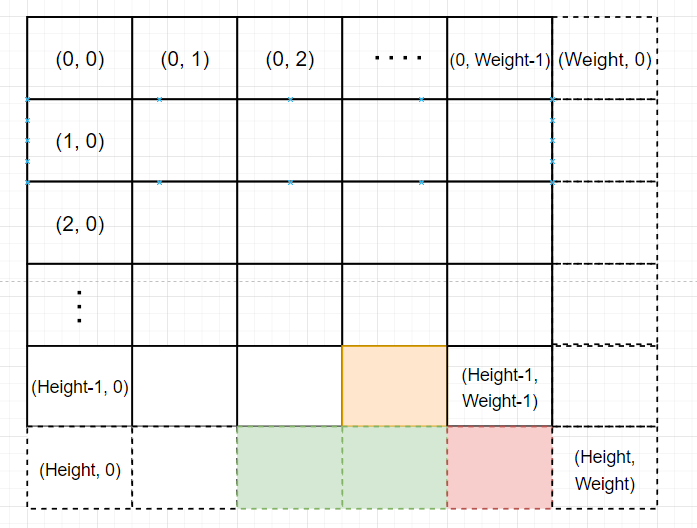 (0, 0)
(0, 1)
(0, 2)
....
(0, Weight-1)
(Weight, 0)
(1, 0)
(2, 0)
⋮
(Height-1, 0)
(Height-1,
Weight-1)
(Height, 0)
(Height,
Weight)